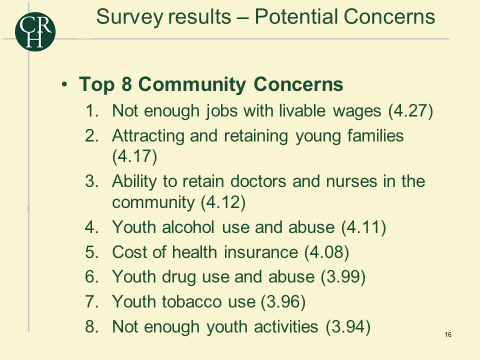 CR
H
Survey results – Potential Concerns
• Top 8 Community Concerns
1. Not enough jobs with livable wages (4.27)
2. Attracting and retaining young families
(4.17)
3. Ability to retain doctors and nurses in the
community (4.12)
4. Youth alcohol use and abuse (4.11)
5. Cost of health insurance (4.08)
6. Youth drug use and abuse (3.99)
7. Youth tobacco use (3.96)
8. Not enough youth activities (3.94)
16